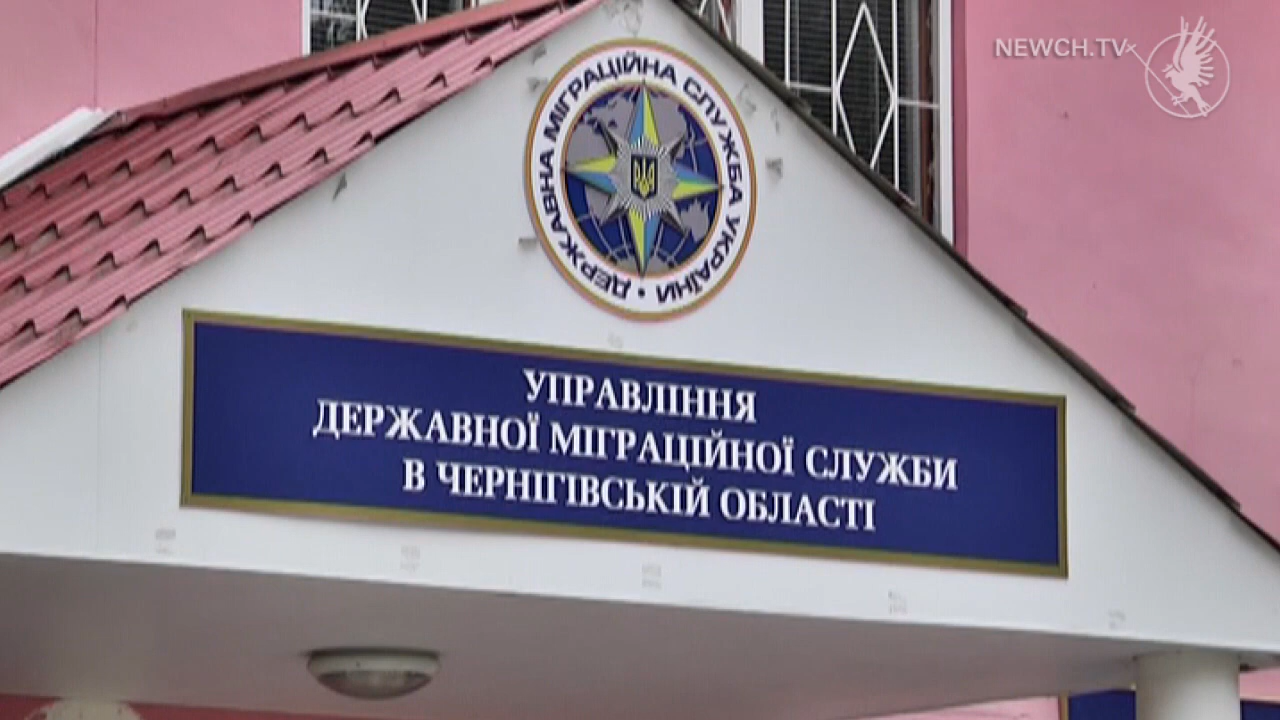 NEWCH.TV
ДЕРЖАВНА МІГРАЦІЙНА СЛУЖБА УКРАЇНИ •
УПРАВЛІННЯ
ДЕРЖАВНОЇ МІГРАЦІЙНОЇ СЛУЖБИ
В ЧЕРНІГІВСЬКІЙ ОБЛАСТІ